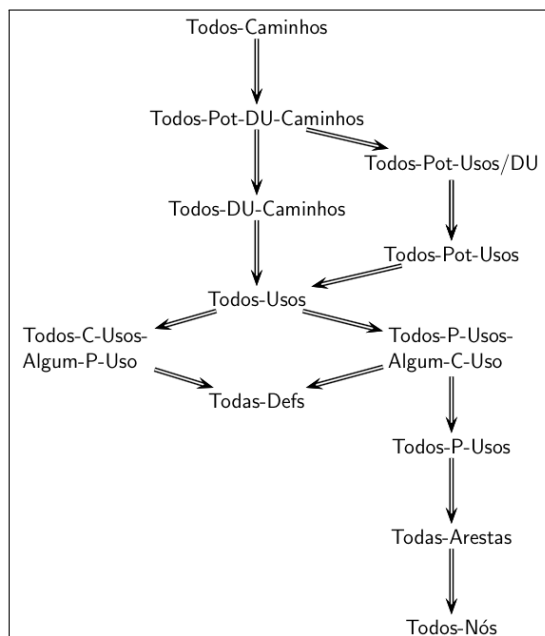 Todos-Caminhos
Todos-Pot-DU-Caminhos
Todos-Pot-Usos/DU
Todos-DU-Caminhos
Todos-Pot-Usos
Todos-Usos
Todos-C-Usos-
Algum-P-Uso
Todos-P-Usos-
Algum-C-Uso
Todas-Defs
Todos-P-Usos
Todas-Arestas
Todos-Nós